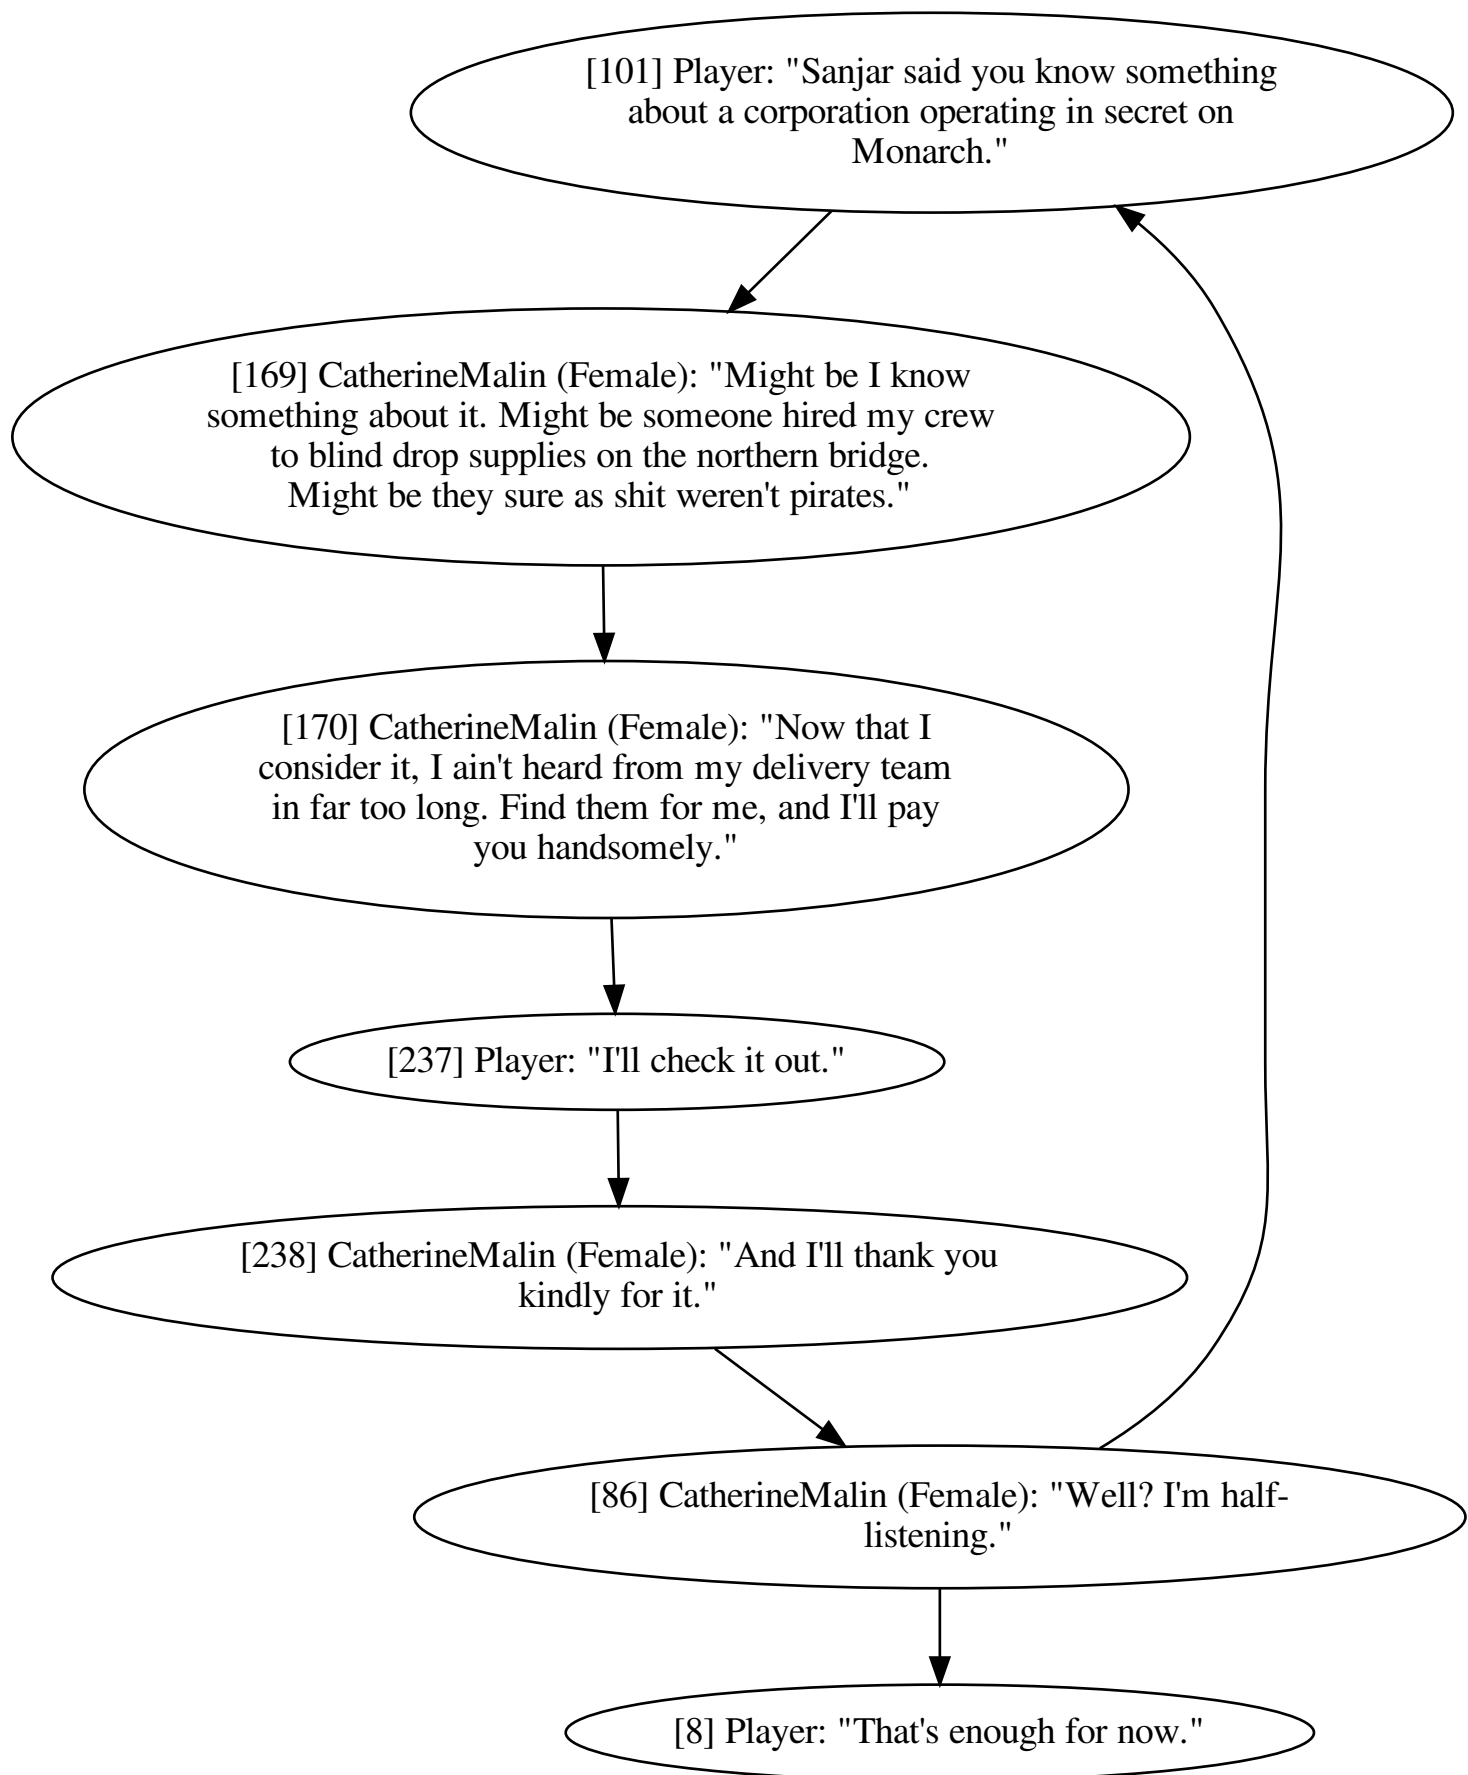 [101] Player: "Sanjar said you know something
about a corporation operating in secret on
Monarch."
[169] CatherineMalin (Female): "Might be I know
something about it. Might be someone hired my crew
to blind drop supplies on the northern bridge.
Might be they sure as shit weren't pirates."
[170] CatherineMalin (Female): "Now that I
consider it, I ain't heard from my delivery team
in far too long. Find them for me, and I'll pay
you handsomely."
[237] Player: "I'll check it out."
[238] CatherineMalin (Female): "And I'll thank you
kindly for it."
[86] CatherineMalin (Female): "Well? I'm half-
listening."
[8] Player: "That's enough for now."